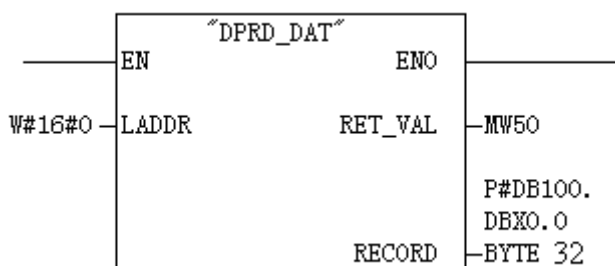 "DPRD_DAT"
EN ENO
W#16#0 LADDR RET_VAL MW50
P#DB100.
DBX0.0
RECORD BYTE 32